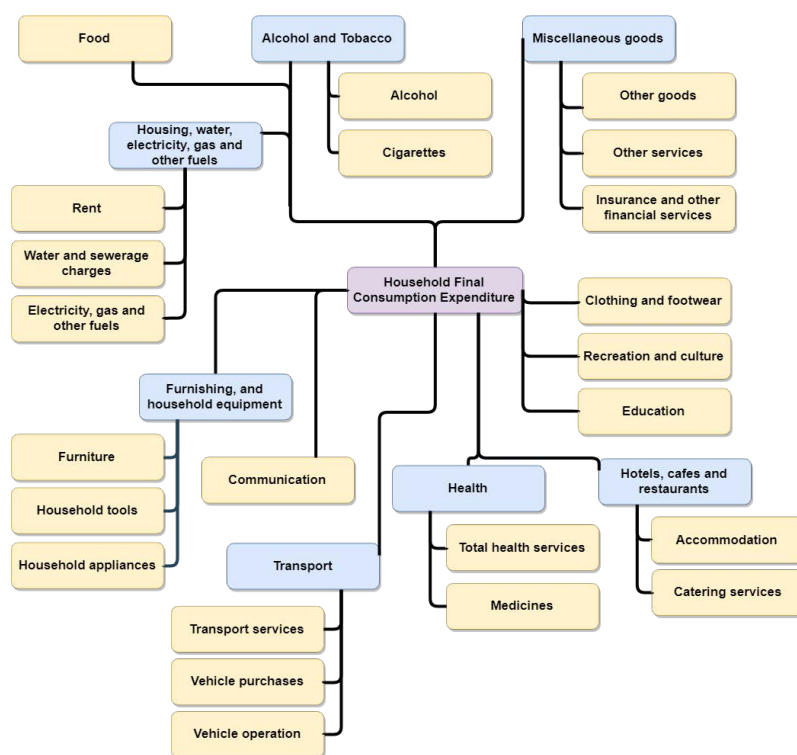 Food
Alcohol and Tobacco
Miscellaneous goods
Alcohol
Cigarettes
Other goods
Other services
Insurance and other
financial services
Housing, water,
electricity, gas and
other fuels
Rent
Water and sewerage
charges
Electricity, gas and
other fuels
Household Final
Consumption Expenditure
Clothing and footwear
Recreation and culture
Education
Furnishing, and
household equipment
Furniture
Household tools
Household appliances
Communication
Health
Total health services
Medicines
Hotels, cafes and
restaurants
Accommodation
Catering services
Transport
Transport services
Vehicle purchases
Vehicle operation